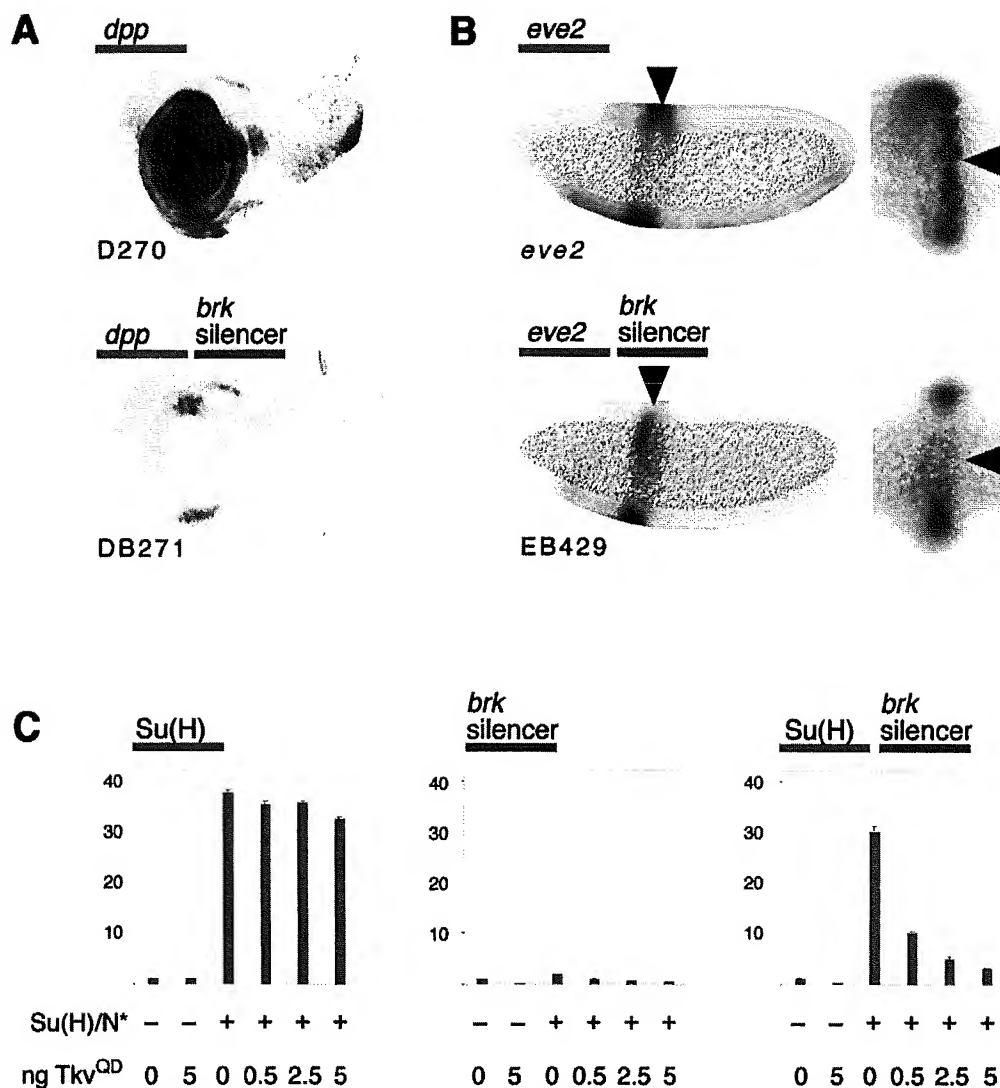 A
dpp
D270
brk
dpp silencer
DB271
B
eve2
eve2
brk
eve2 silencer
EB429
C
Su(H)
40
30
20
10
brk
silencer
40
30
20
10
brk
Su(H) silencer
40
30
20
10
Su(H)/N* – – + + + + – – + + + + – – + + + +
ng Tkv^QD 0 5 0 0.5 2.5 5 0 5 0 0.5 2.5 5 0 5 0 0.5 2.5 5